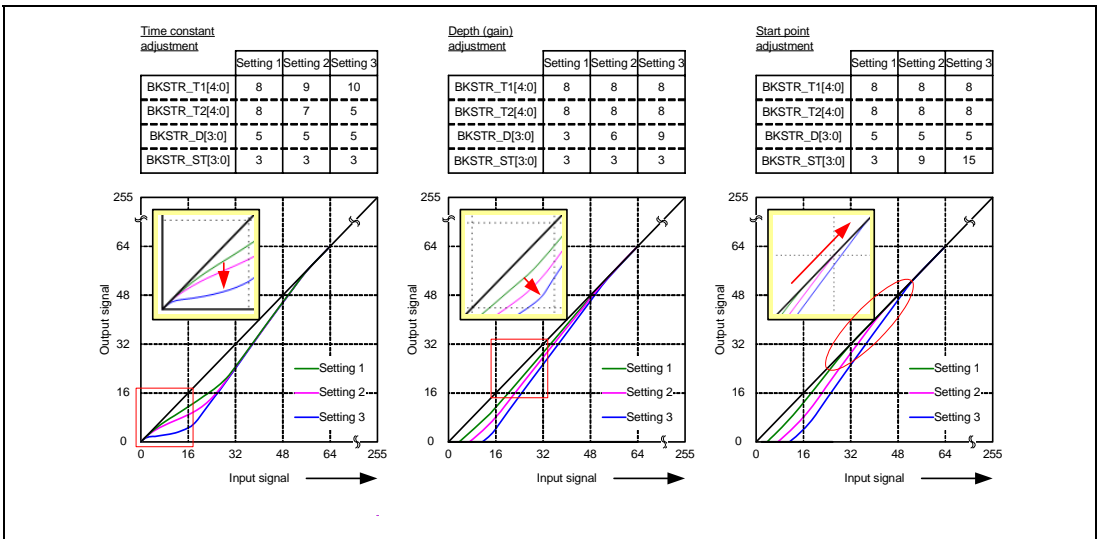 Time constant
adjustment
Setting 1 Setting 2 Setting 3
BKSTR_T1[4:0] 8 9 10
BKSTR_T2[4:0] 8 7 5
BKSTR_D[3:0] 5 5 5
BKSTR_ST[3:0] 3 3 3
255
64
48
32
16
0
Output signal
Setting 1
Setting 2
Setting 3
0 16 32 48 64 255
Input signal
Depth (gain)
adjustment
Setting 1 Setting 2 Setting 3
BKSTR_T1[4:0] 8 8 8
BKSTR_T2[4:0] 8 8 8
BKSTR_D[3:0] 3 6 9
BKSTR_ST[3:0] 3 3 3
255
64
48
32
16
0
Output signal
Setting 1
Setting 2
Setting 3
0 16 32 48 64 255
Input signal
Start point
adjustment
Setting 1 Setting 2 Setting 3
BKSTR_T1[4:0] 8 8 8
BKSTR_T2[4:0] 8 8 8
BKSTR_D[3:0] 5 5 5
BKSTR_ST[3:0] 3 9 15
255
64
48
32
16
0
Output signal
Setting 1
Setting 2
Setting 3
0 16 32 48 64 255
Input signal